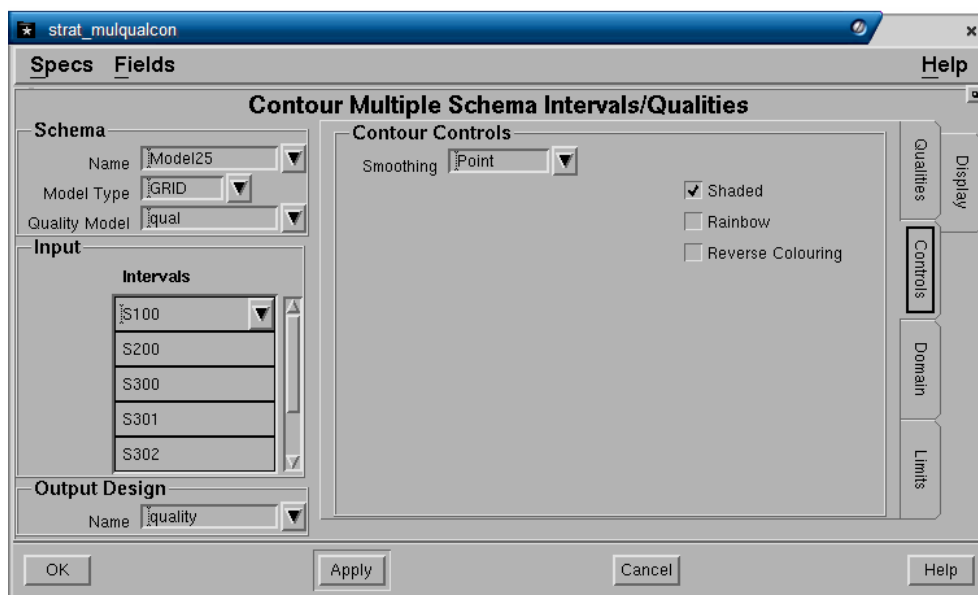 strat_mulqualcon
Specs Fields Help
Contour Multiple Schema Intervals/Qualities
Schema
Name Model25
Model Type GRID
Quality Model qual
Input
Intervals
S100
S200
S300
S301
S302
Output Design
Name quality
Contour Controls
Smoothing Point
Shaded
Rainbow
Reverse Colouring
Qualities
Controls
Domain
Limits
Display
OK Apply Cancel Help